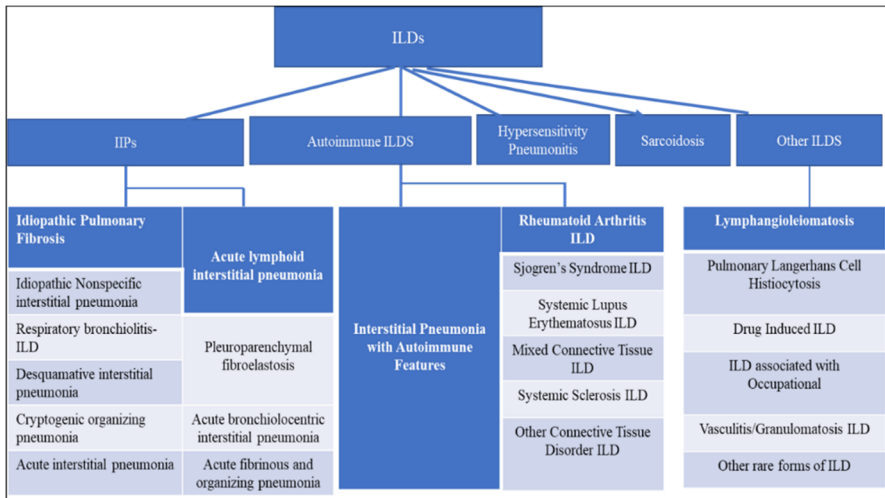 ILDs
IIPs
Autoimmune ILDS
Hypersensitivity
Pneumonitis
Sarcoidosis
Other ILDS
Idiopathic Pulmonary
Fibrosis
Idiopathic Nonspecific
interstitial pneumonia
Respiratory bronchiolitis-
ILD
Desquamative interstitial
pneumonia
Cryptogenic organizing
pneumonia
Acute interstitial pneumonia
Acute lymphoid
interstitial pneumonia
Pleuroparenchymal
fibroelastosis
Acute bronchiolocentric
interstitial pneumonia
Acute fibrinous and
organizing pneumonia
Interstitial Pneumonia
with Autoimmune
Features
Rheumatoid Arthritis
ILD
Sjogren's Syndrome ILD
Systemic Lupus
Erythematosus ILD
Mixed Connective Tissue
ILD
Systemic Sclerosis ILD
Other Connective Tissue
Disorder ILD
Lymphangioleiomatosis
Pulmonary Langerhans Cell
Histiocytosis
Drug Induced ILD
ILD associated with
Occupational
Vasculitis/Granulomatosis ILD
Other rare forms of ILD